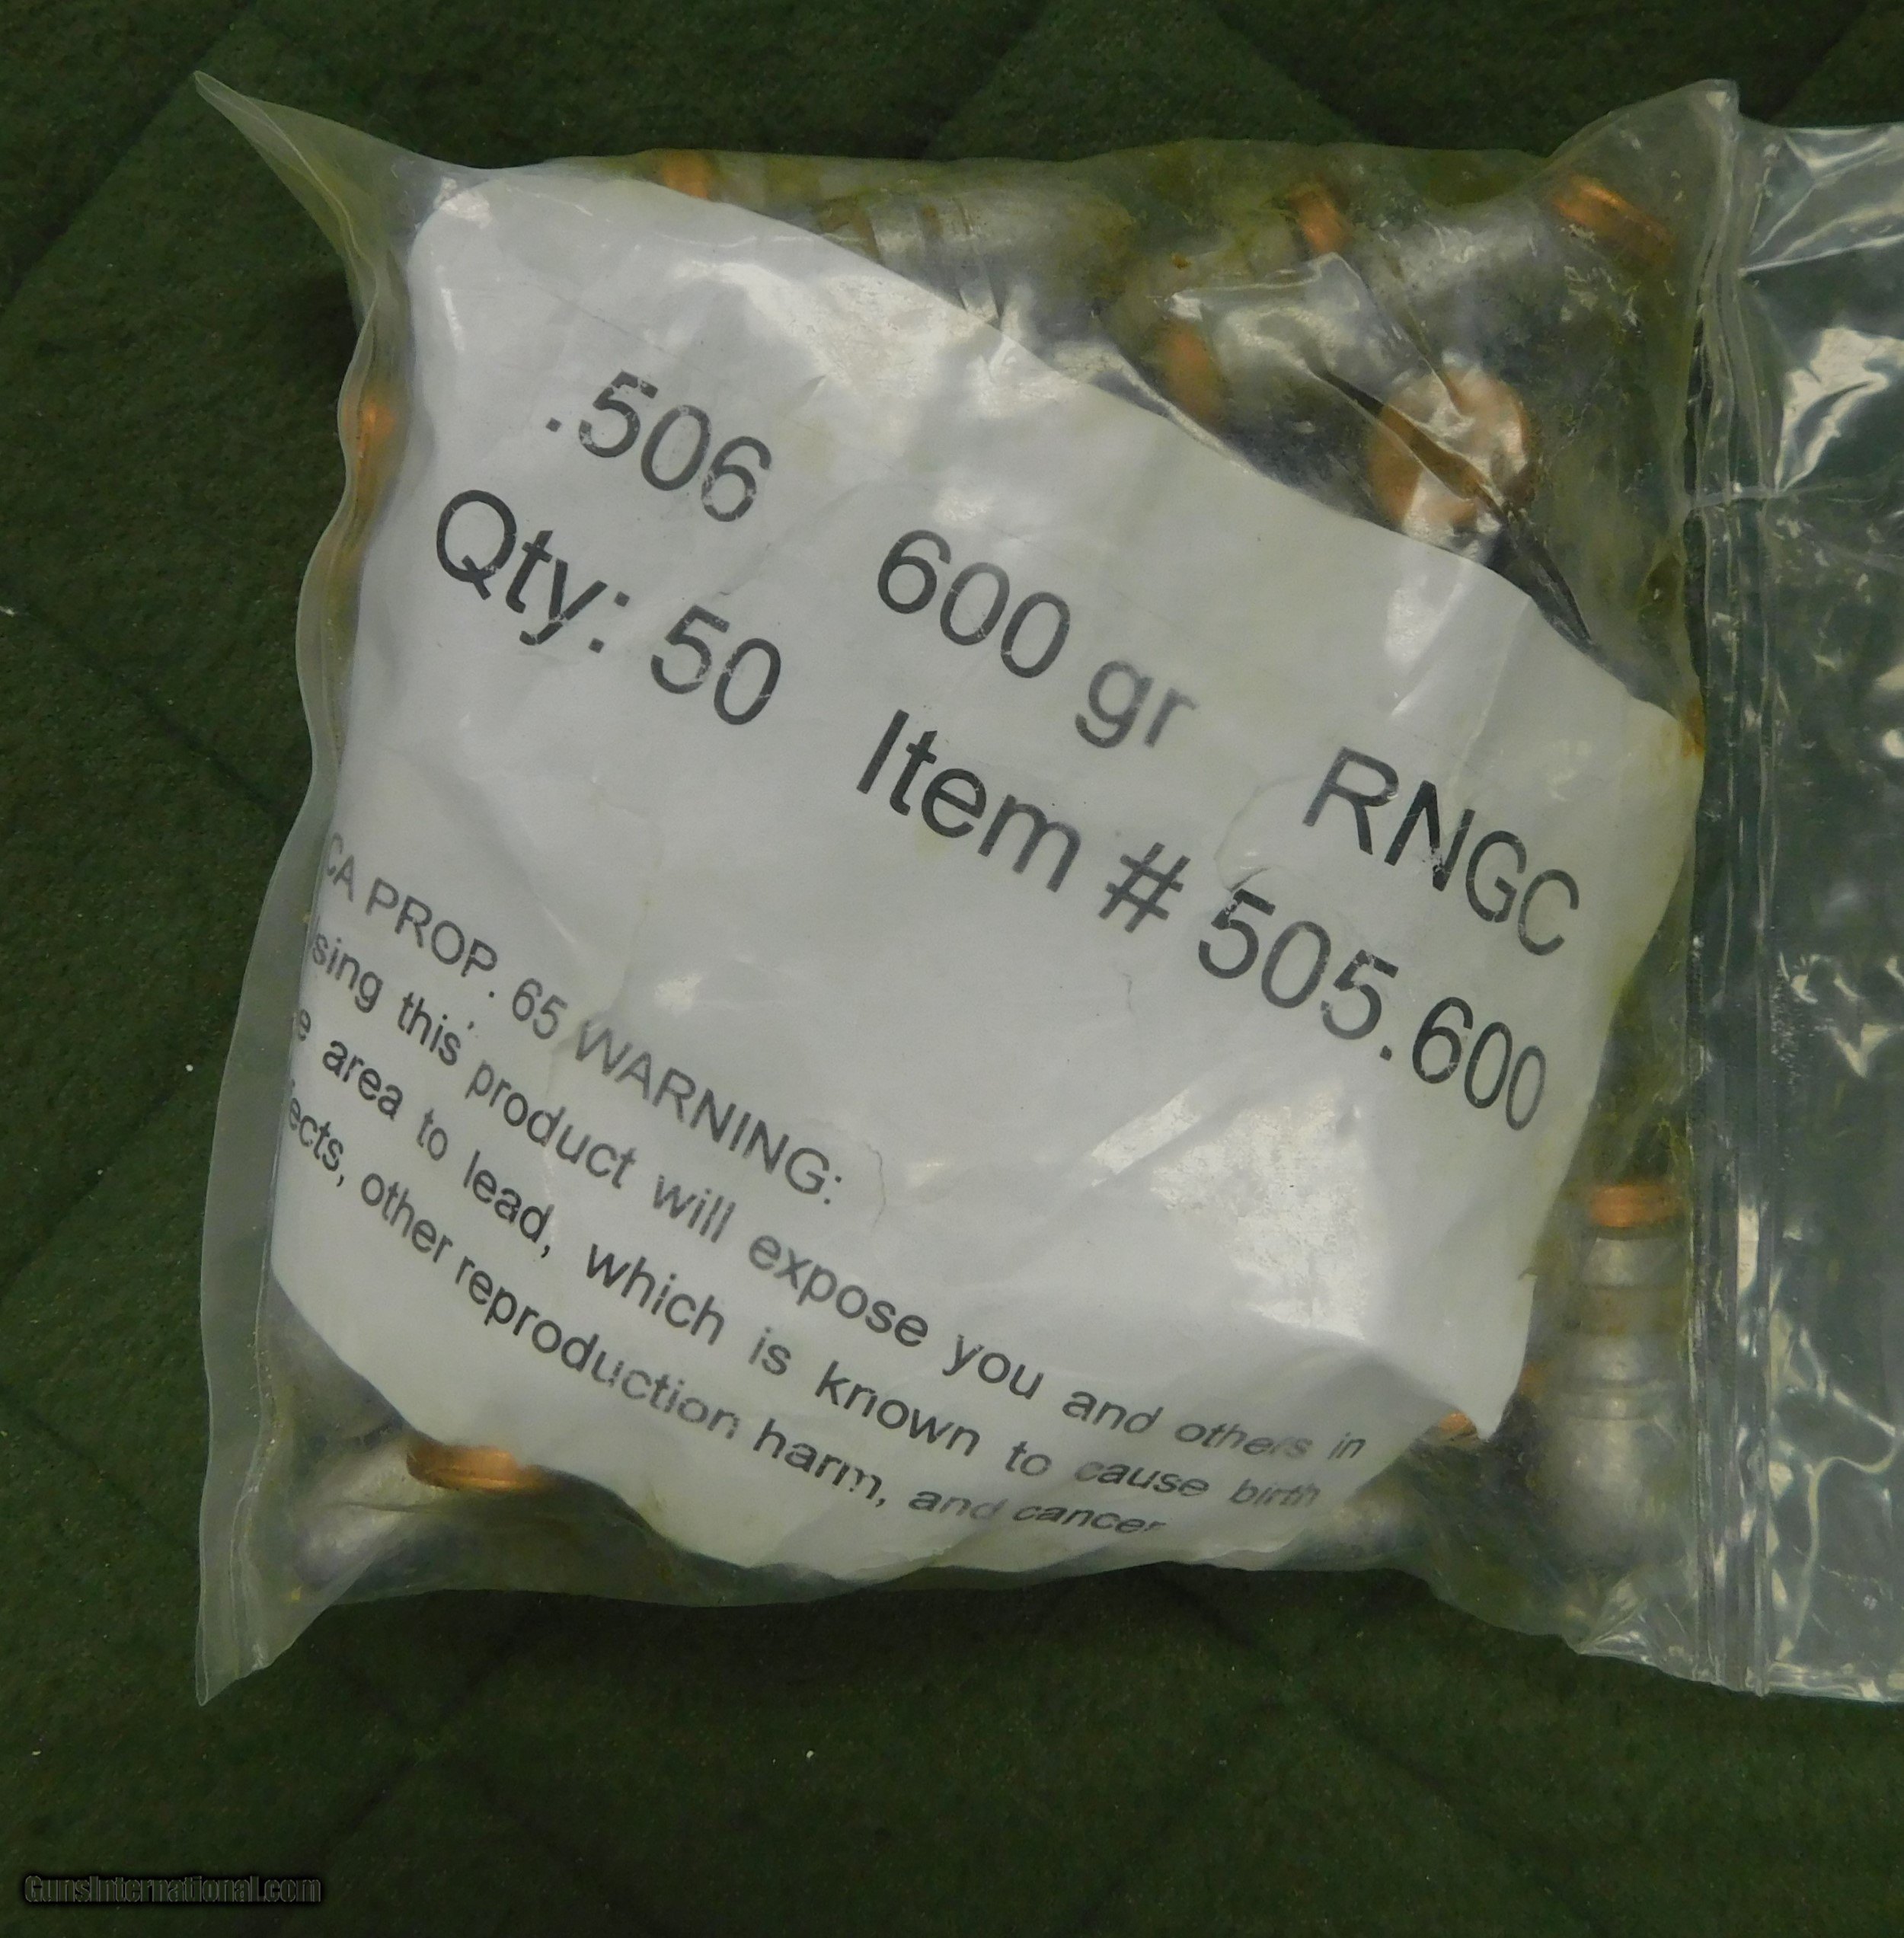 .506 600 gr RNGC
Qty: 50 Item # 505.600
CA PROP. 65 WARNING:
sing this product will expose you and others in
e area to lead, which is known to cause birth
ects, other reproduction harm, and cancer
GunsInternational.com